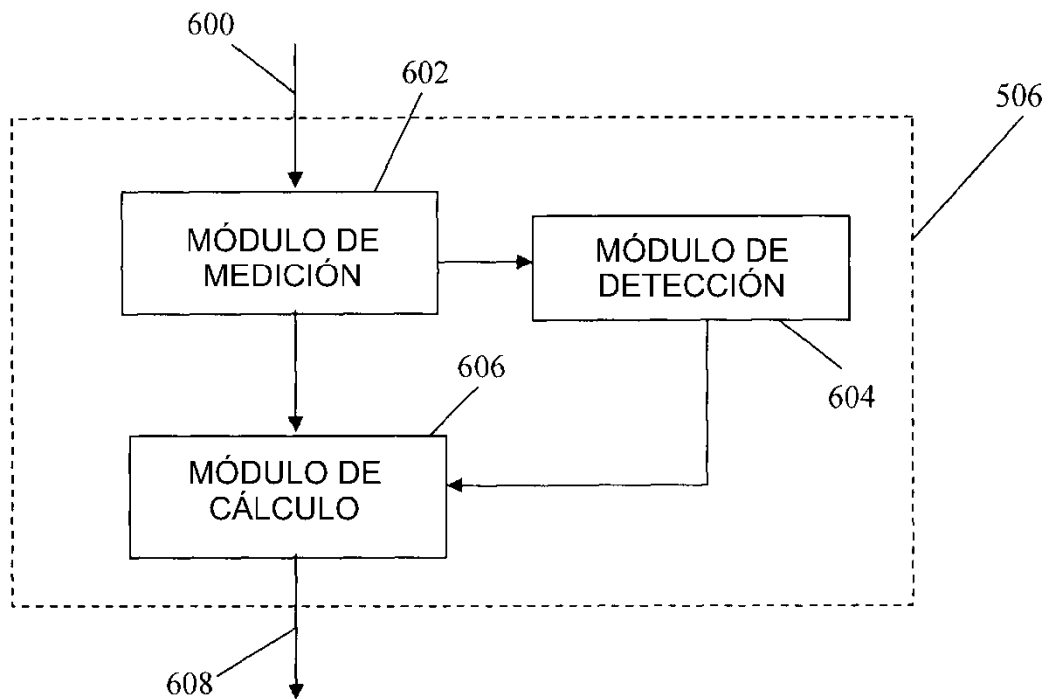 600
602
506
MÓDULO DE
MEDICIÓN
MÓDULO DE
DETECCIÓN
606
604
MÓDULO DE
CÁLCULO
608